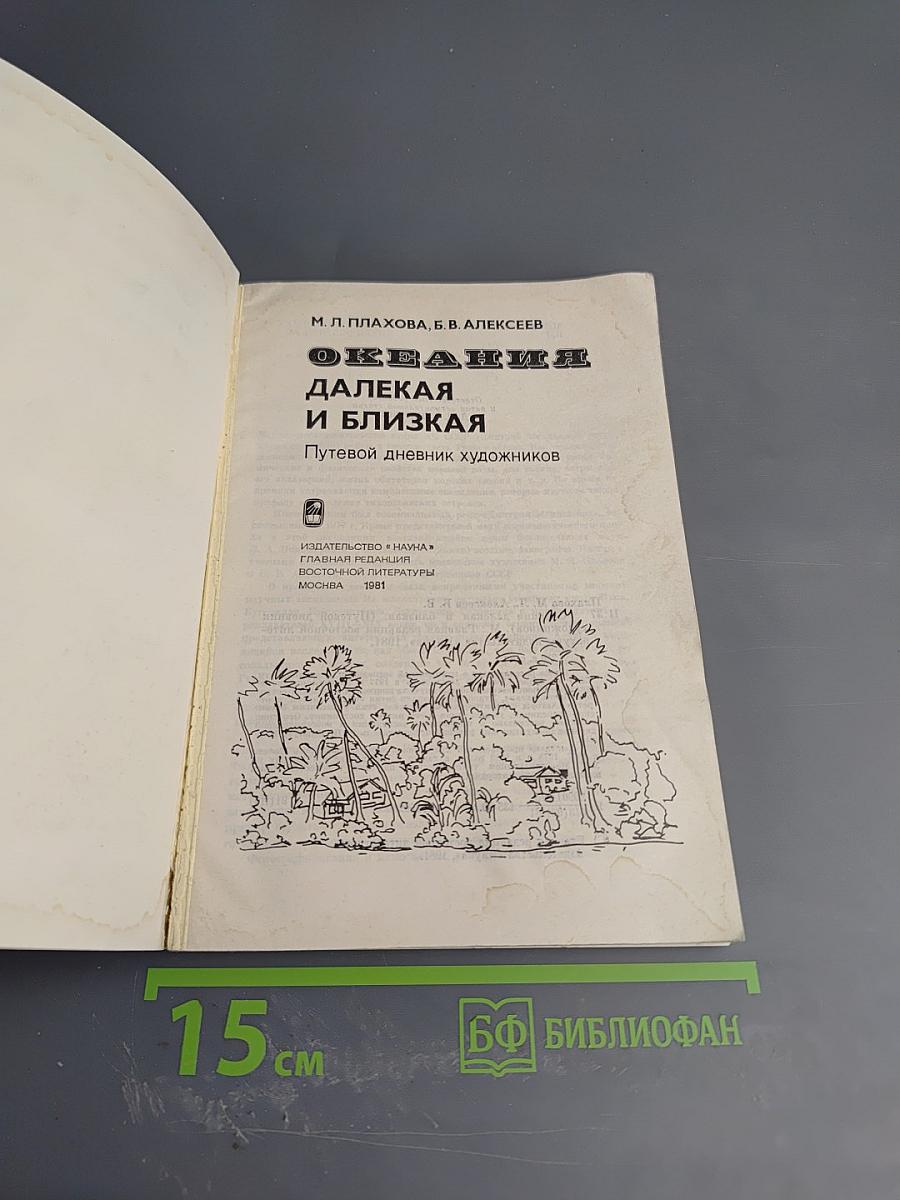 М. Л. ПЛАХОВА, Б. В. АЛЕКСЕЕВ
ОКЕАНИЯ
ДАЛЕКАЯ
И БЛИЗКАЯ
Путевой дневник художников
ИЗДАТЕЛЬСТВО «НАУКА»
ГЛАВНАЯ РЕДАКЦИЯ
ВОСТОЧНОЙ ЛИТЕРАТУРЫ
МОСКВА 1981
15 см
БФ БИБЛИОФАН